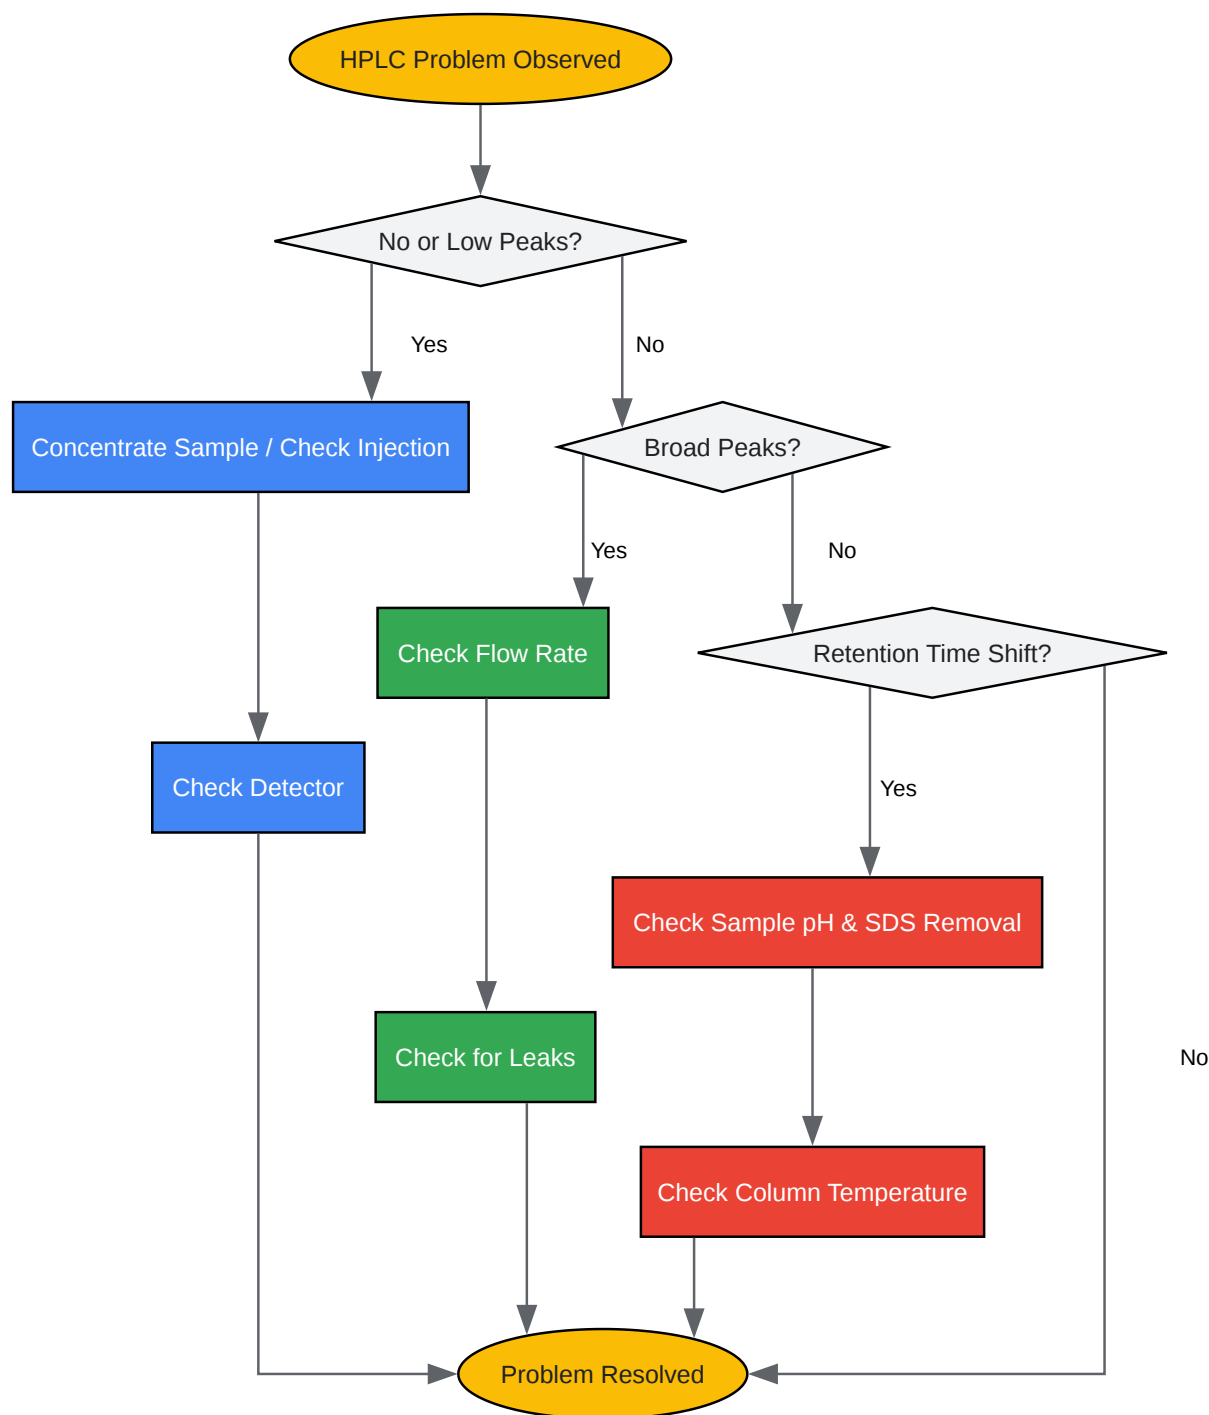 HPLC Problem Observed
No or Low Peaks?
Yes
No
Concentrate Sample / Check Injection
Broad Peaks?
Yes
No
Check Flow Rate
Retention Time Shift?
Check Detector
Yes
Check Sample pH & SDS Removal
Check for Leaks
No
Check Column Temperature
Problem Resolved